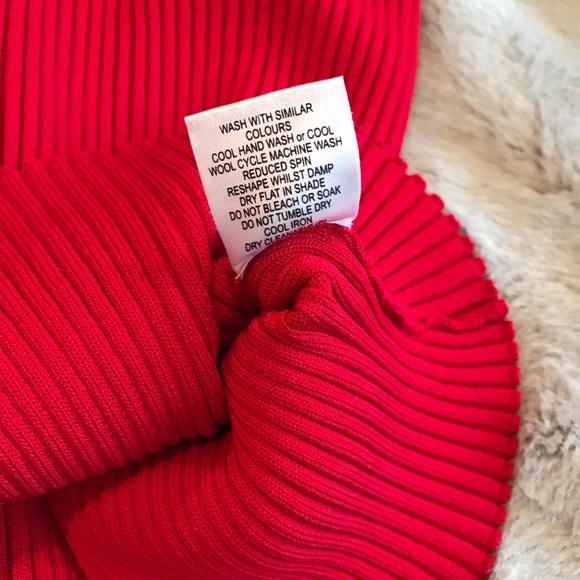 WASH WITH SIMILAR
COLOURS
COOL HAND WASH or COOL
WOOL CYCLE MACHINE WASH
REDUCED SPIN
RESHAPE WHILST DAMP
DRY FLAT IN SHADE
DO NOT BLEACH OR SOAK
DO NOT TUMBLE DRY
COOL IRON
DRY